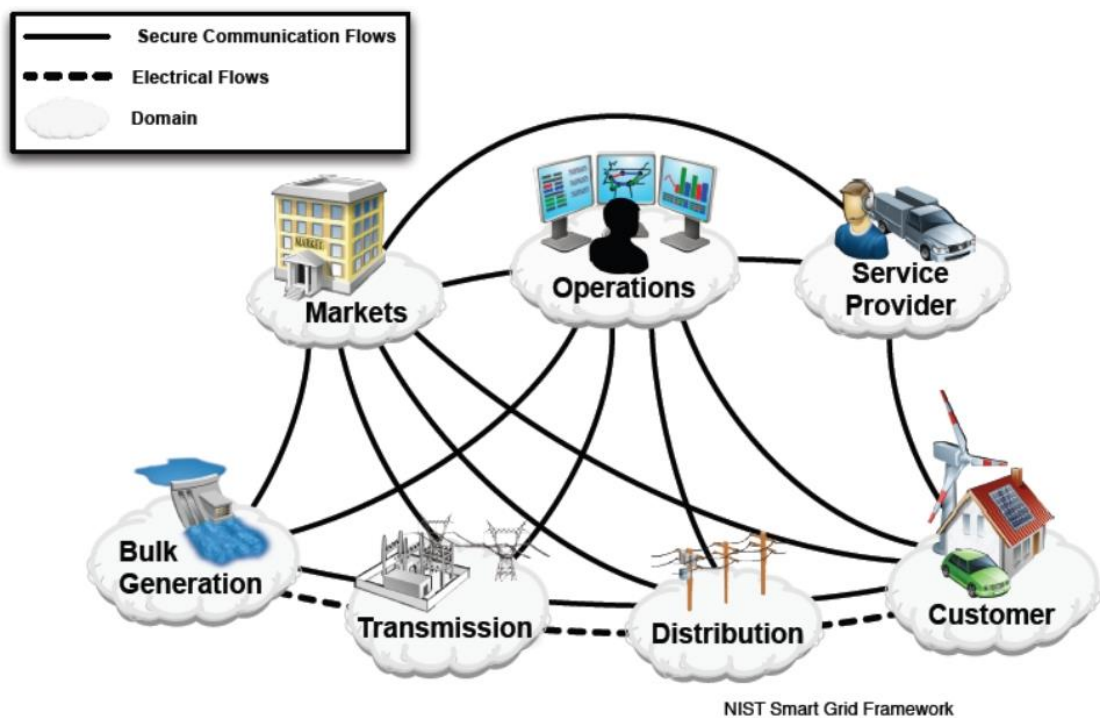 Secure Communication Flows
Electrical Flows
Domain
MARKET
Markets
Operations
Service
Provider
Bulk
Generation
Transmission
Distribution
Customer
NIST Smart Grid Framework